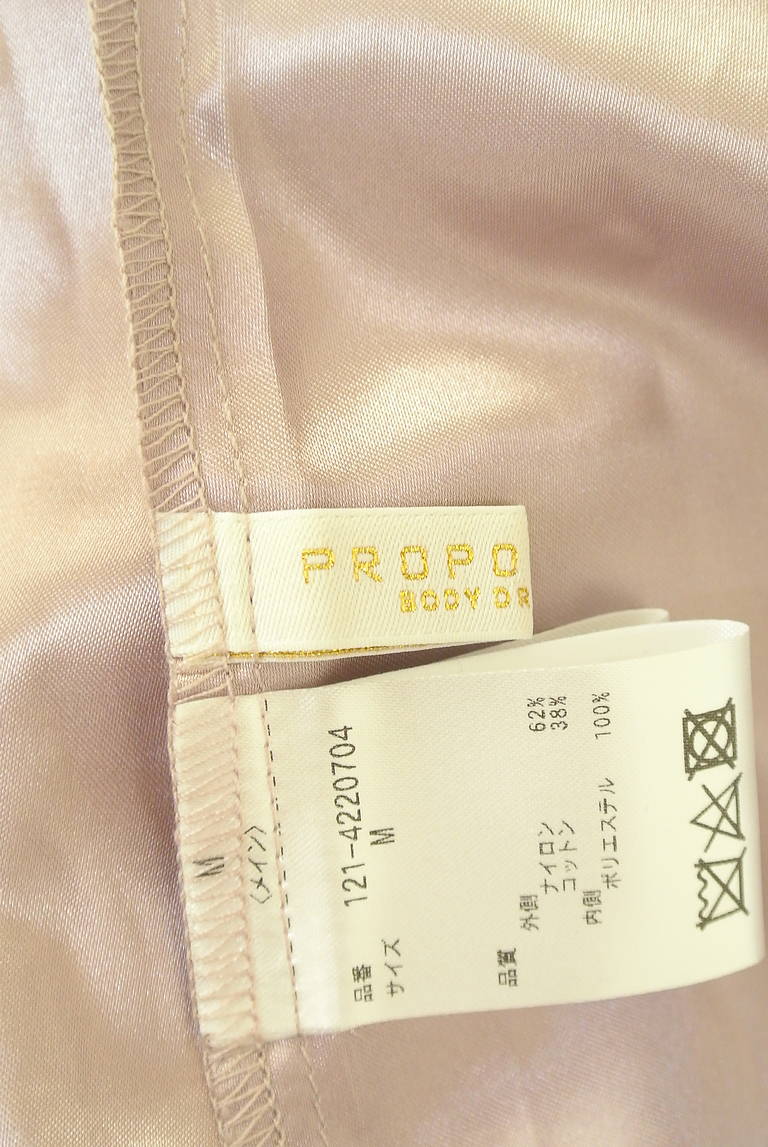 PROPO
BODY DR
M
〈メイン〉
品番 121-4220704
サイズ M
品質
外側 ナイロン 62%
コットン 38%
内側 ポリエステル 100%